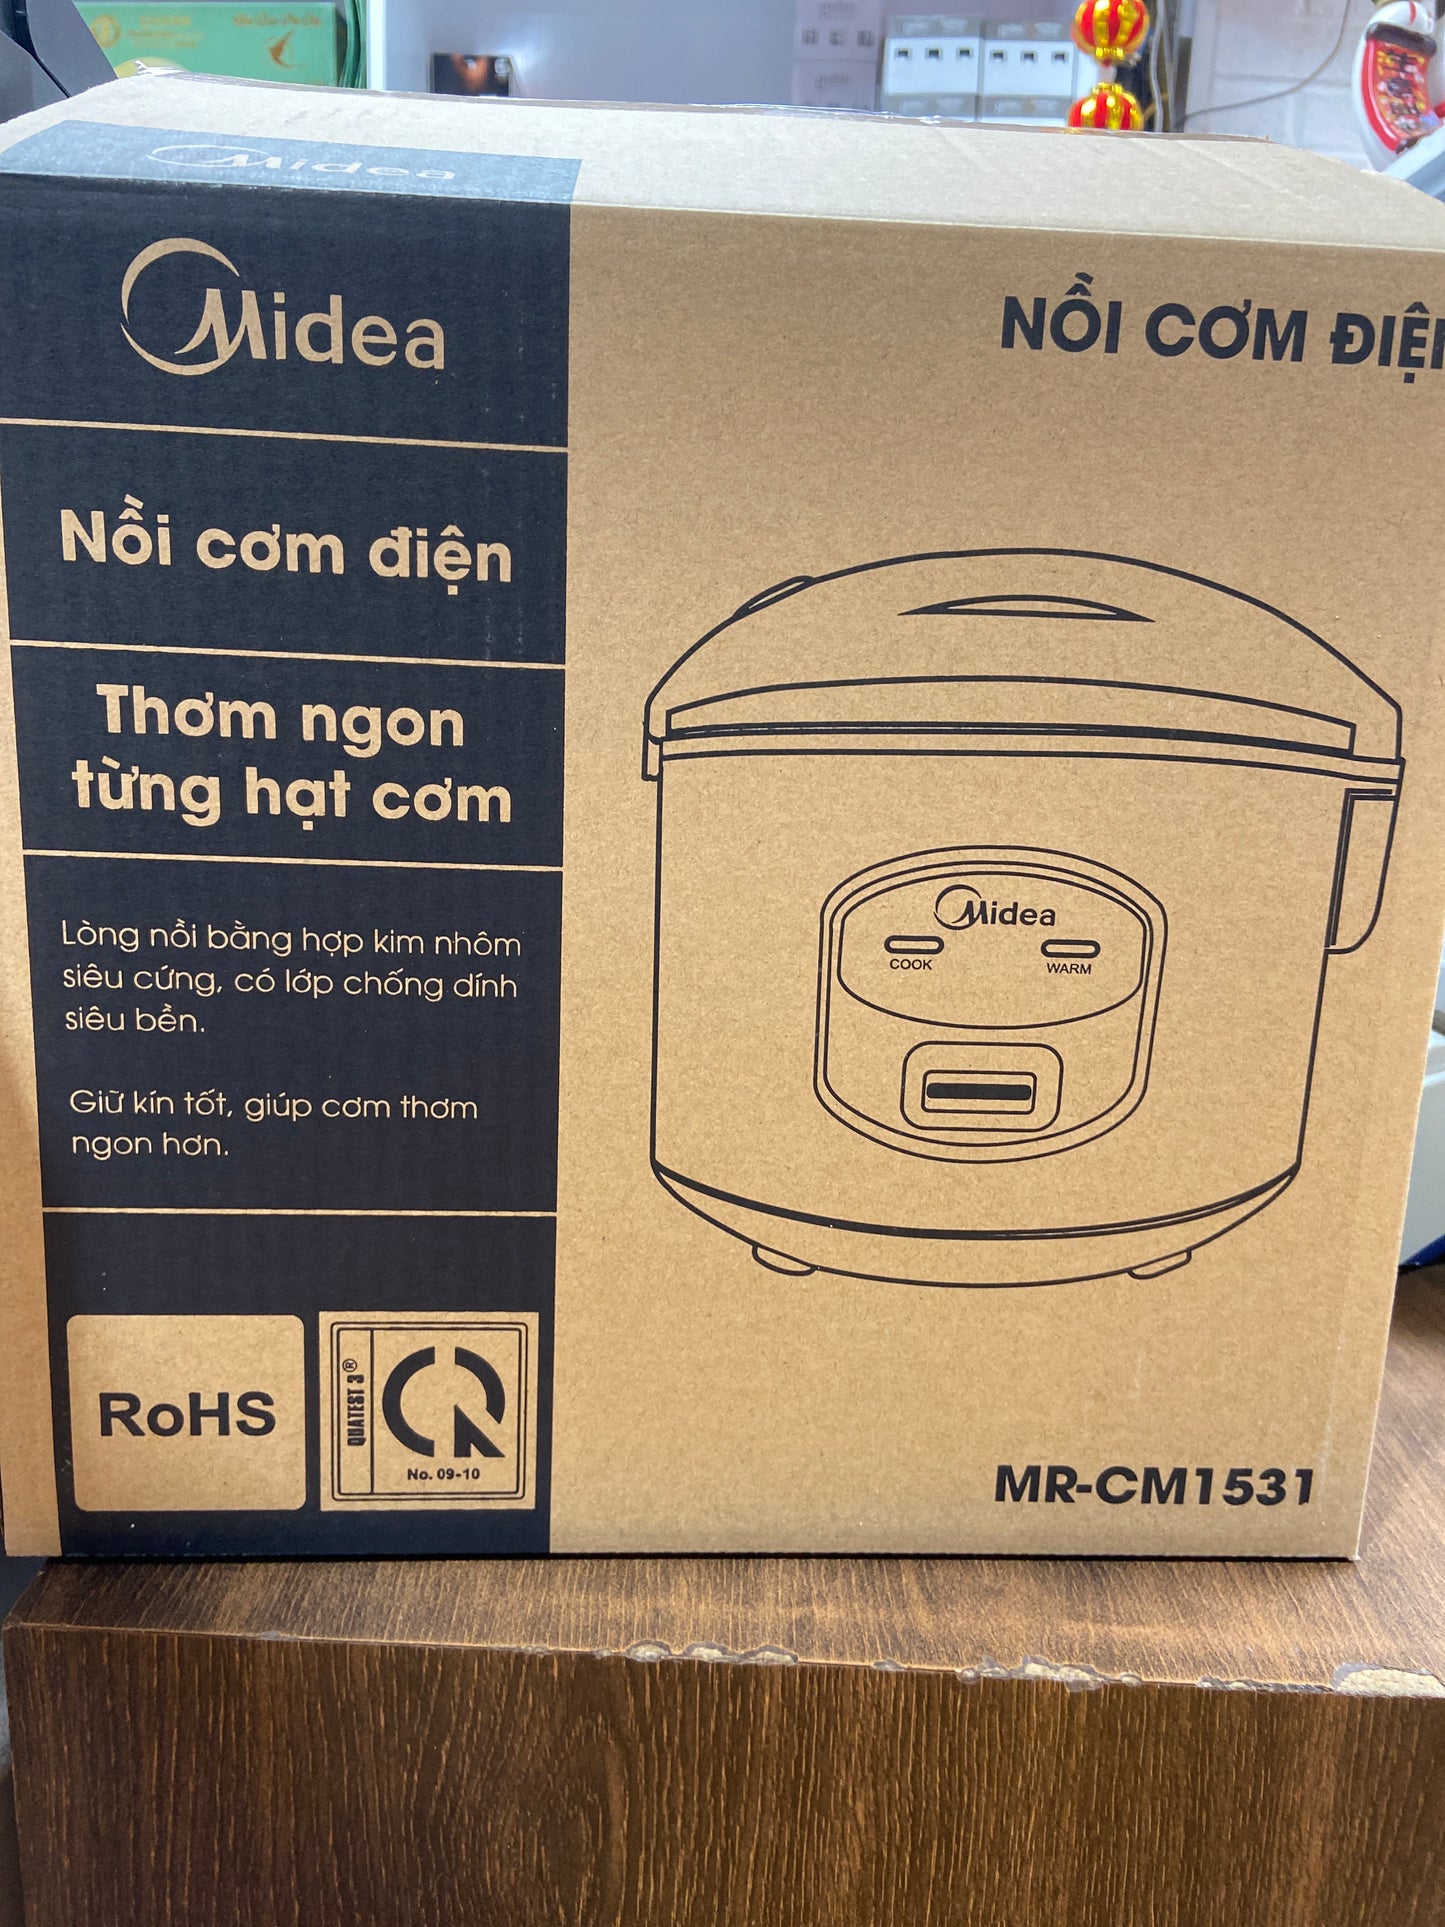 Midea
Midea
NỒI CƠM ĐIỆ
Nồi cơm điện
Thơm ngon
từng hạt cơm
Lòng nồi bằng hợp kim nhôm
siêu cứng, có lớp chống dính
siêu bền.
Giữ kín tốt, giúp cơm thơm
ngon hơn.
Midea
COOK
WARM
RoHS
QUATEST 3®
No. 09-10
MR-CM1531